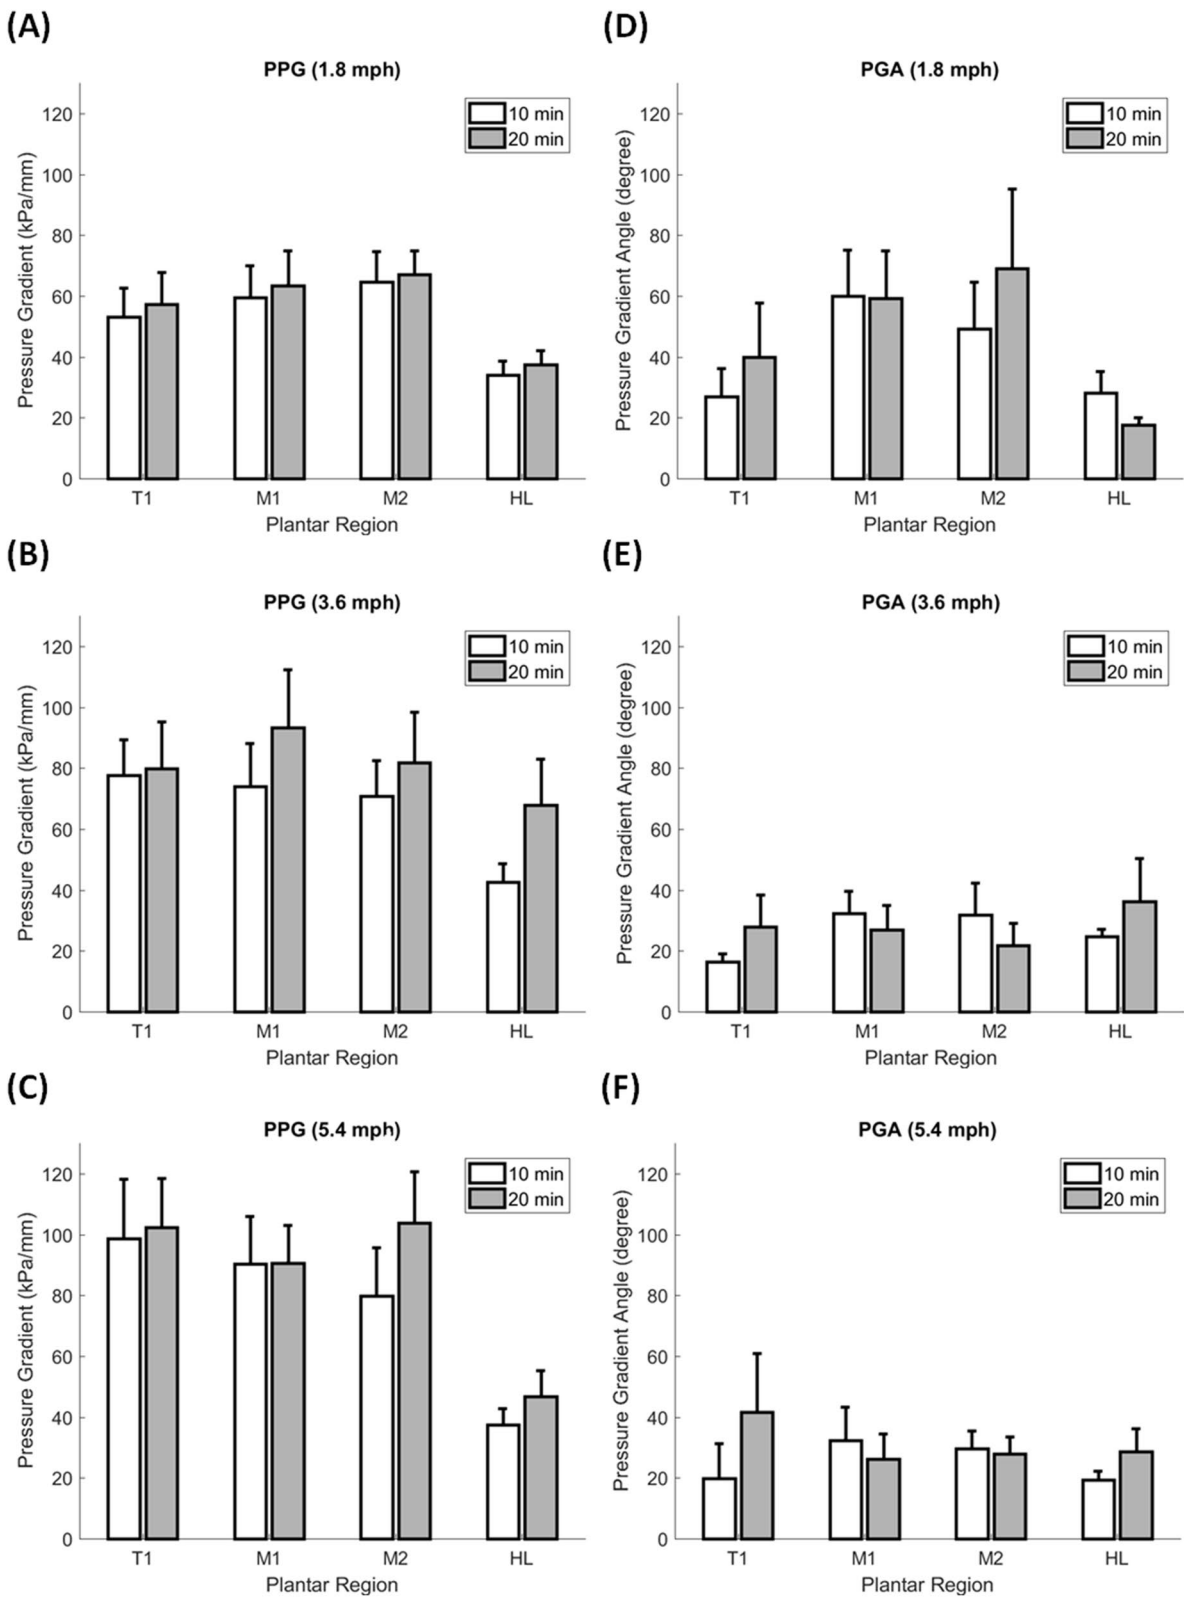 (A)
PPG (1.8 mph)
10 min
20 min
Pressure Gradient (kPa/mm)
120
100
80
60
40
20
0
T1 M1 M2 HL
Plantar Region
(D)
PGA (1.8 mph)
10 min
20 min
Pressure Gradient Angle (degree)
120
100
80
60
40
20
0
T1 M1 M2 HL
Plantar Region
(B)
PPG (3.6 mph)
10 min
20 min
Pressure Gradient (kPa/mm)
120
100
80
60
40
20
0
T1 M1 M2 HL
Plantar Region
(E)
PGA (3.6 mph)
10 min
20 min
Pressure Gradient Angle (degree)
120
100
80
60
40
20
0
T1 M1 M2 HL
Plantar Region
(C)
PPG (5.4 mph)
10 min
20 min
Pressure Gradient (kPa/mm)
120
100
80
60
40
20
0
T1 M1 M2 HL
Plantar Region
(F)
PGA (5.4 mph)
10 min
20 min
Pressure Gradient Angle (degree)
120
100
80
60
40
20
0
T1 M1 M2 HL
Plantar Region